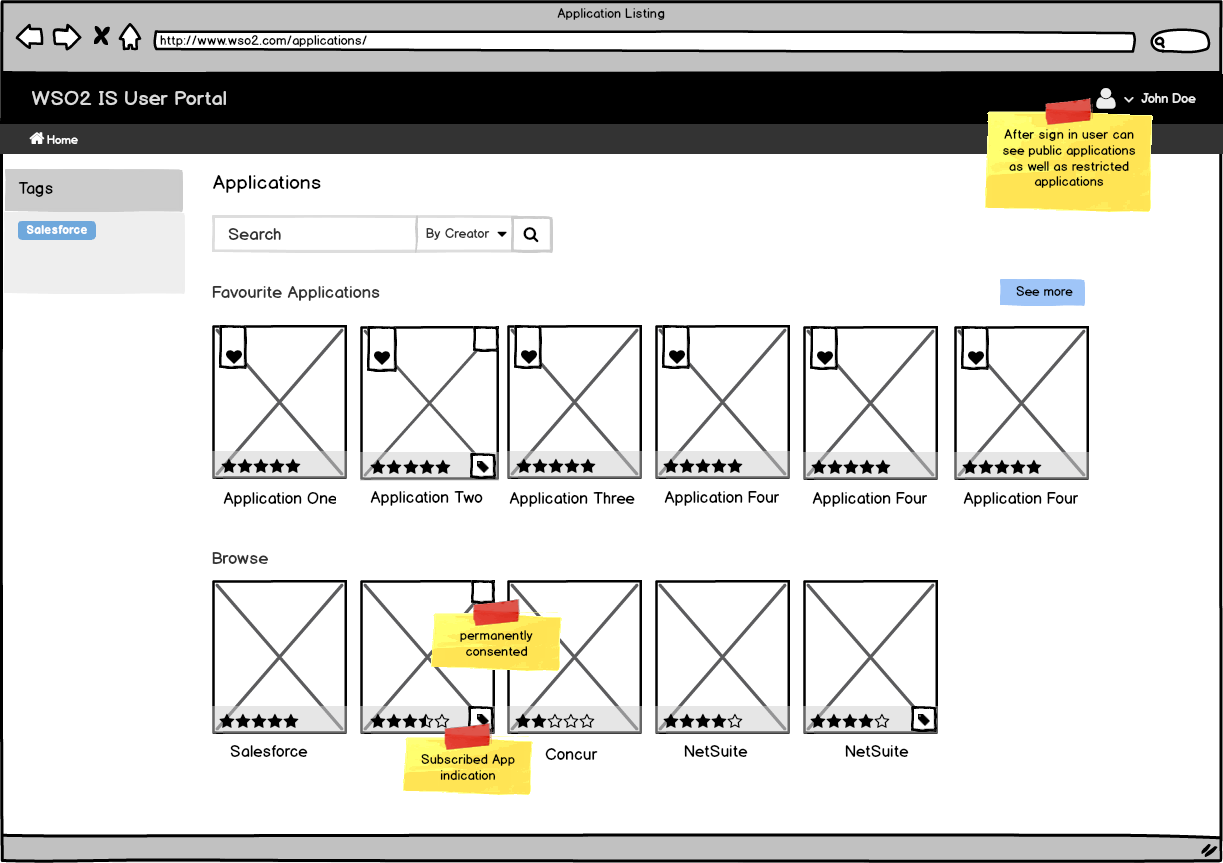 Application Listing
http://www.wso2.com/applications/
WSO2 IS User Portal
John Doe
Home
After sign in user can
see public applications
as well as restricted
applications
Tags
Salesforce
Applications
Search
By Creator
Favourite Applications
See more
Application One
Application Two
Application Three
Application Four
Application Four
Application Four
Browse
permanently
consented
Salesforce
Subscribed App
indication
Concur
NetSuite
NetSuite